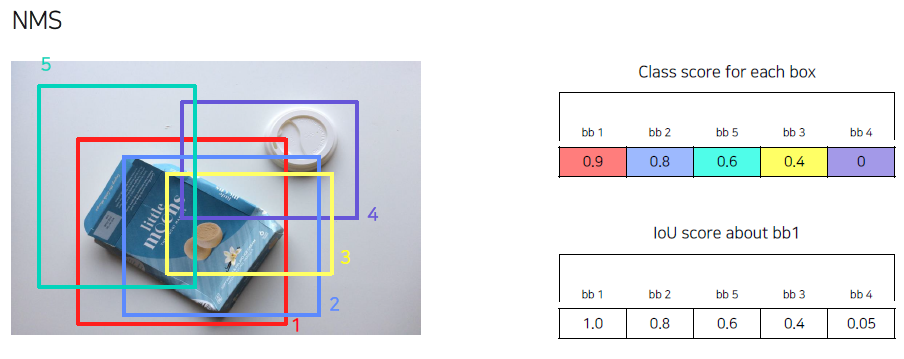 NMS
5
4
3
2
1
little
moons
Class score for each box
bb 1 bb 2 bb 5 bb 3 bb 4
0.9 0.8 0.6 0.4 0
IoU score about bb1
bb 1 bb 2 bb 5 bb 3 bb 4
1.0 0.8 0.6 0.4 0.05